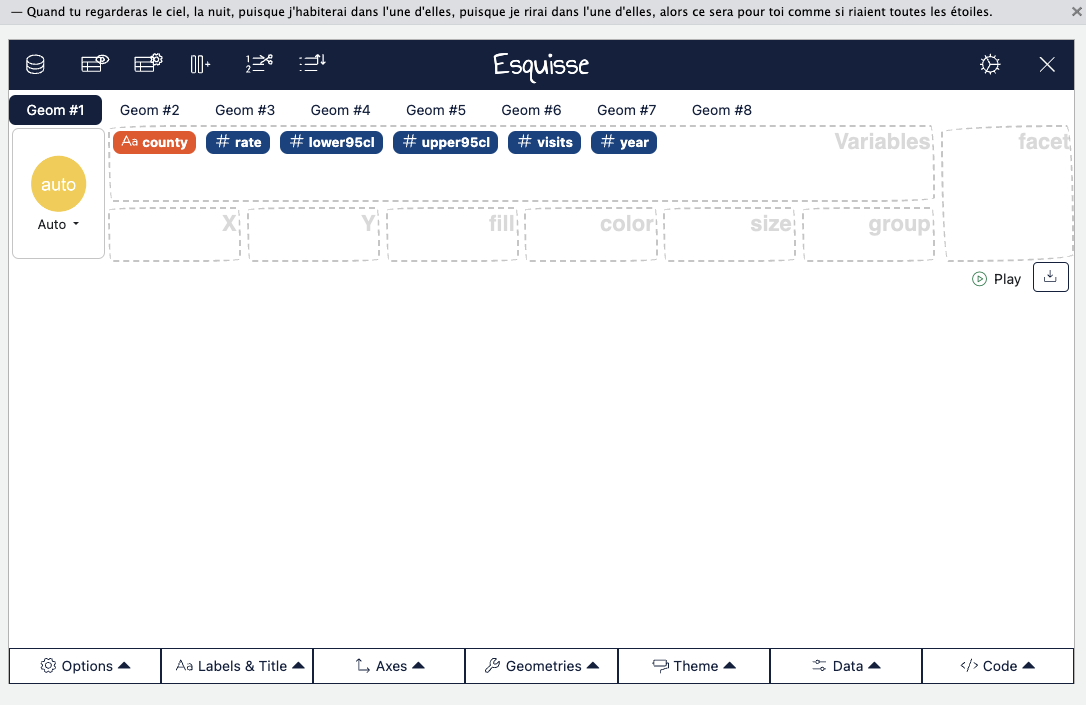 — Quand tu regarderas le ciel, la nuit, puisque j'habiterai dans l'une d'elles, puisque je rirai dans l'une d'elles, alors ce sera pour toi comme si riaient toutes les étoiles.
Esquisse
Geom #1 Geom #2 Geom #3 Geom #4 Geom #5 Geom #6 Geom #7 Geom #8
Aa county # rate # lower95cl # upper95cl # visits # year Variables facet
auto
Auto
X Y fill color size group
Play
Options Aa Labels & Title Axes Geometries Theme Data </> Code